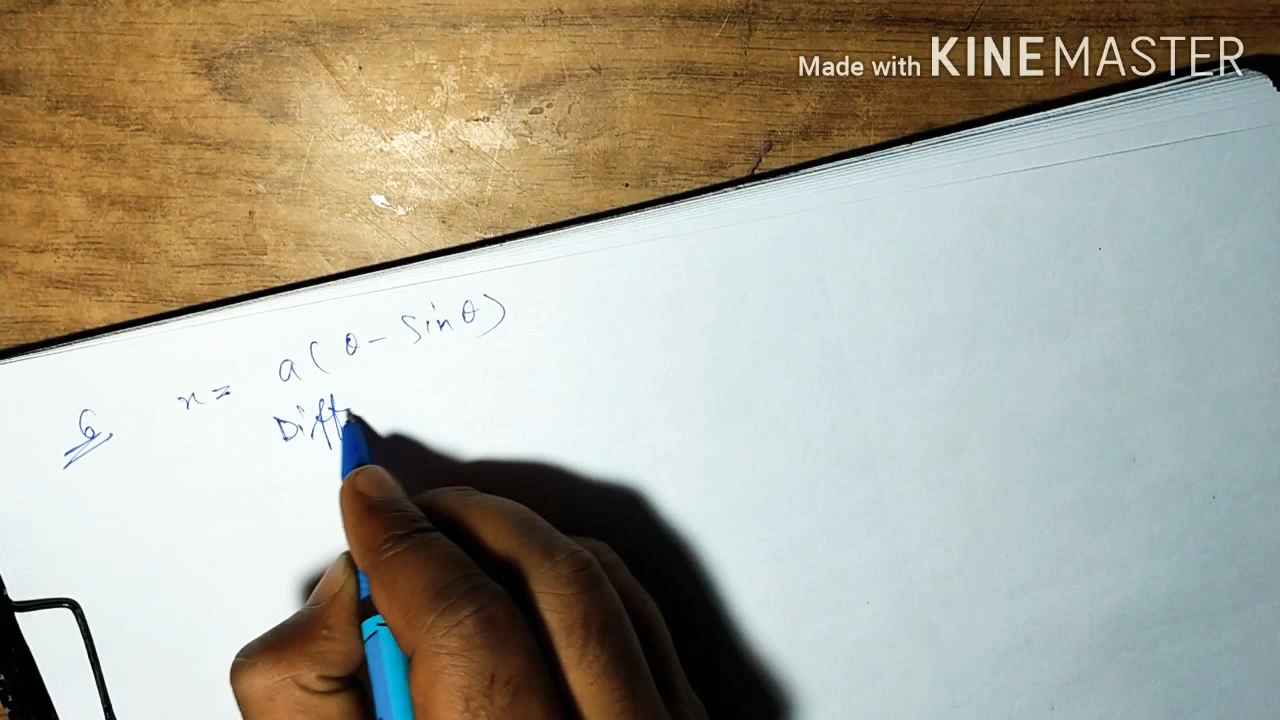 Made with KINEMASTER
6 x = a(θ - sinθ)
Diff